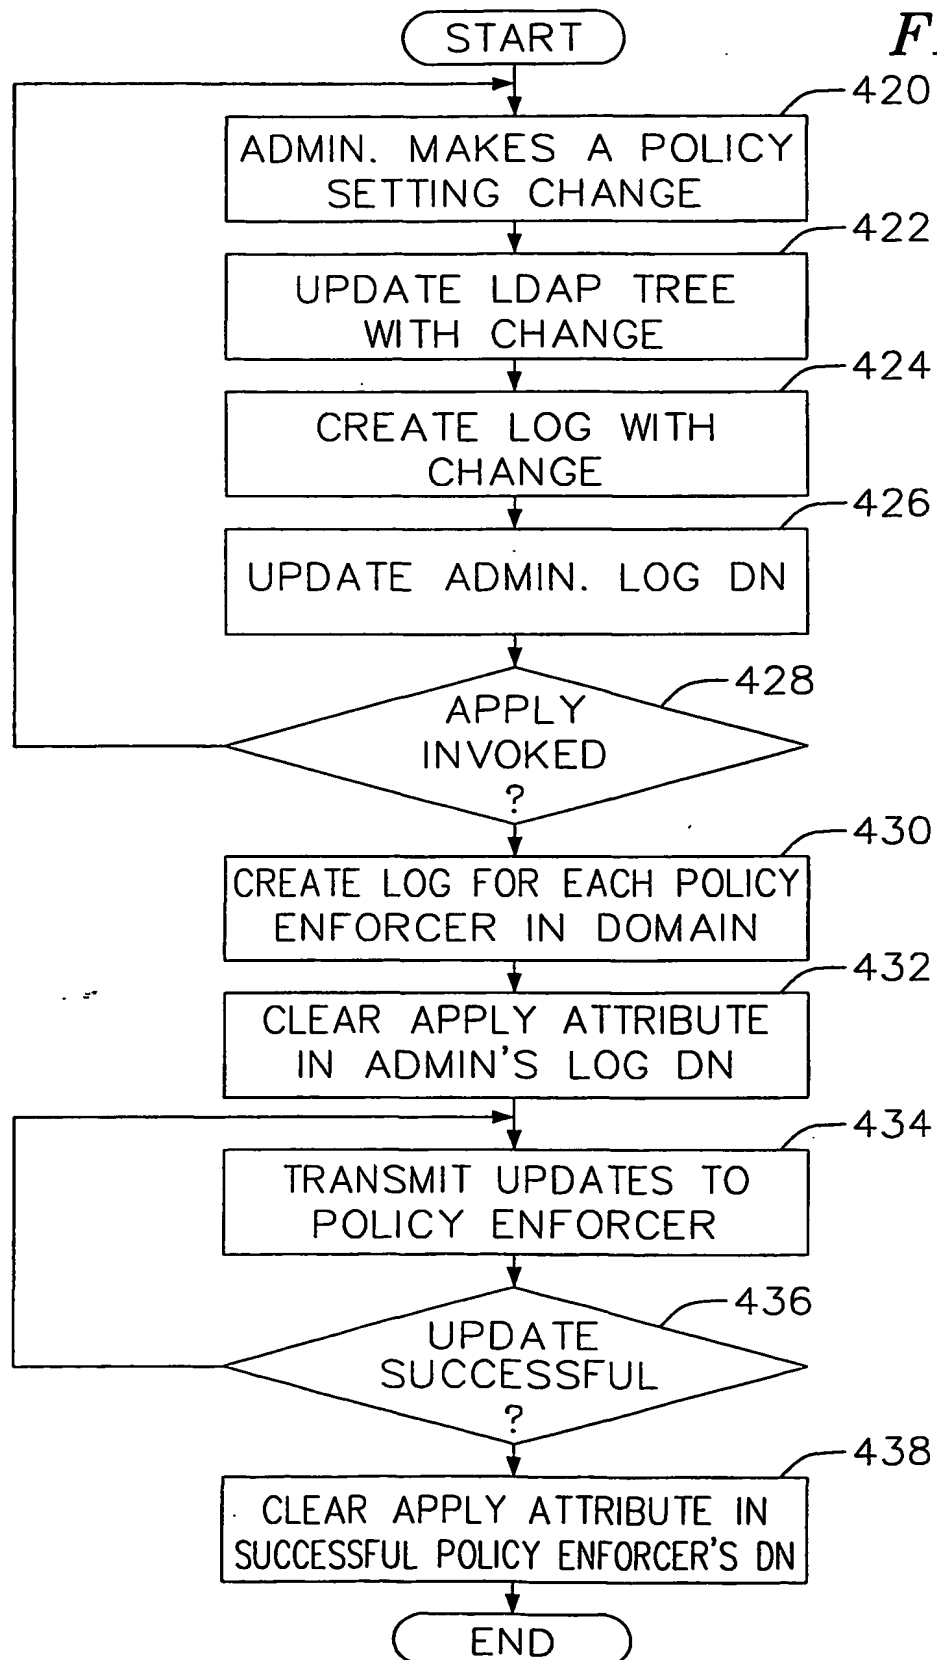 START
F
420
ADMIN. MAKES A POLICY
SETTING CHANGE
422
UPDATE LDAP TREE
WITH CHANGE
424
CREATE LOG WITH
CHANGE
426
UPDATE ADMIN. LOG DN
428
APPLY
INVOKED
?
430
CREATE LOG FOR EACH POLICY
ENFORCER IN DOMAIN
432
CLEAR APPLY ATTRIBUTE
IN ADMIN'S LOG DN
434
TRANSMIT UPDATES TO
POLICY ENFORCER
436
UPDATE
SUCCESSFUL
?
438
CLEAR APPLY ATTRIBUTE IN
SUCCESSFUL POLICY ENFORCER'S DN
END